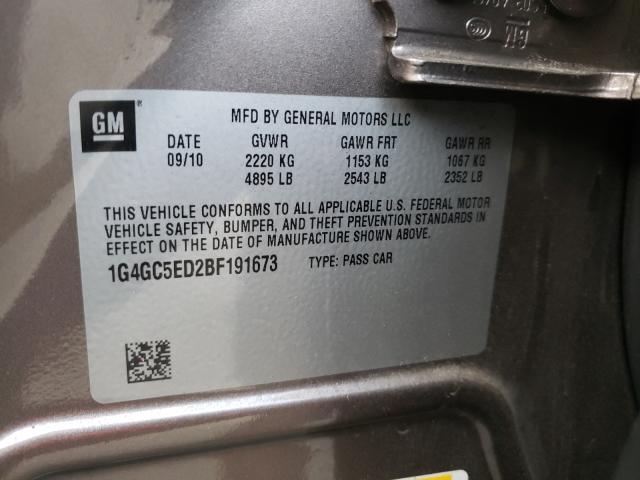 GM
MFD BY GENERAL MOTORS LLC
DATE GVWR GAWR FRT GAWR RR
09/10 2220 KG 1153 KG 1067 KG
4895 LB 2543 LB 2352 LB
THIS VEHICLE CONFORMS TO ALL APPLICABLE U.S. FEDERAL MOTOR
VEHICLE SAFETY, BUMPER, AND THEFT PREVENTION STANDARDS IN
EFFECT ON THE DATE OF MANUFACTURE SHOWN ABOVE.
1G4GC5ED2BF191673 TYPE: PASS CAR